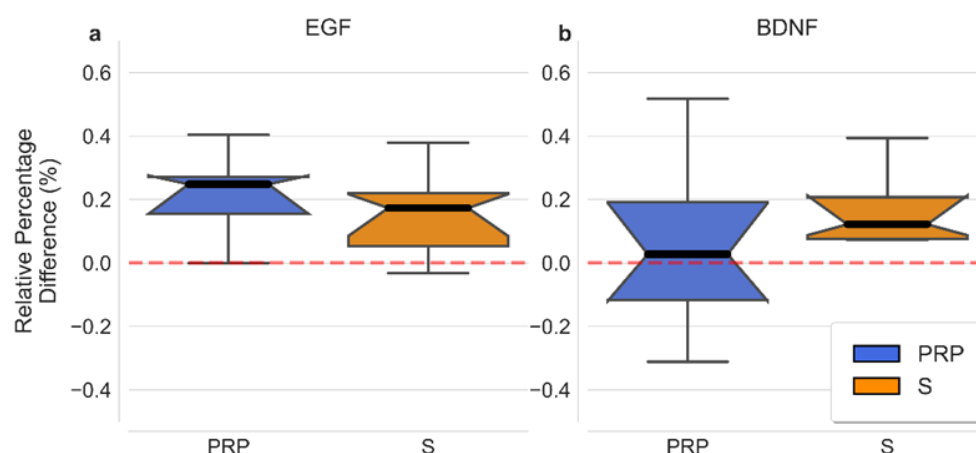 a EGF
b BDNF
Relative Percentage
Difference (%)
0.6
0.4
0.2
0.0
−0.2
−0.4
0.6
0.4
0.2
0.0
−0.2
−0.4
PRP
S
PRP
S
PRP
S